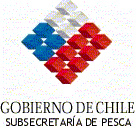 GOBIERNO DE CHILE
SUBSECRETARÍA DE PESCA